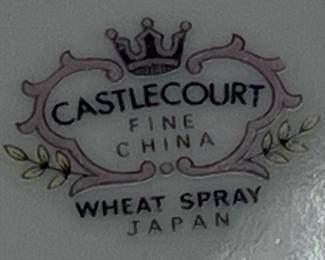 CASTLECOURT
FINE
CHINA
WHEAT SPRAY
JAPAN